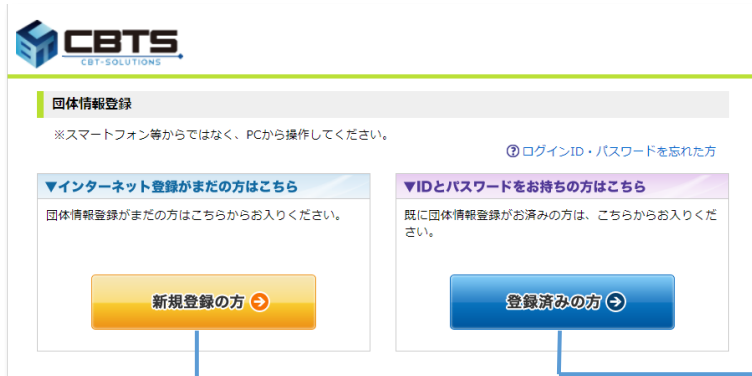 CBTS.
CBT-SOLUTIONS
団体情報登録
※スマートフォン等からではなく、PCから操作してください。
?ログインID・パスワードを忘れた方
▼インターネット登録がまだの方はこちら
団体情報登録がまだの方はこちらからお入りください。
新規登録の方
▼IDとパスワードをお持ちの方はこちら
既に団体情報登録がお済みの方は、こちらからお入りくだ
さい。
登録済みの方